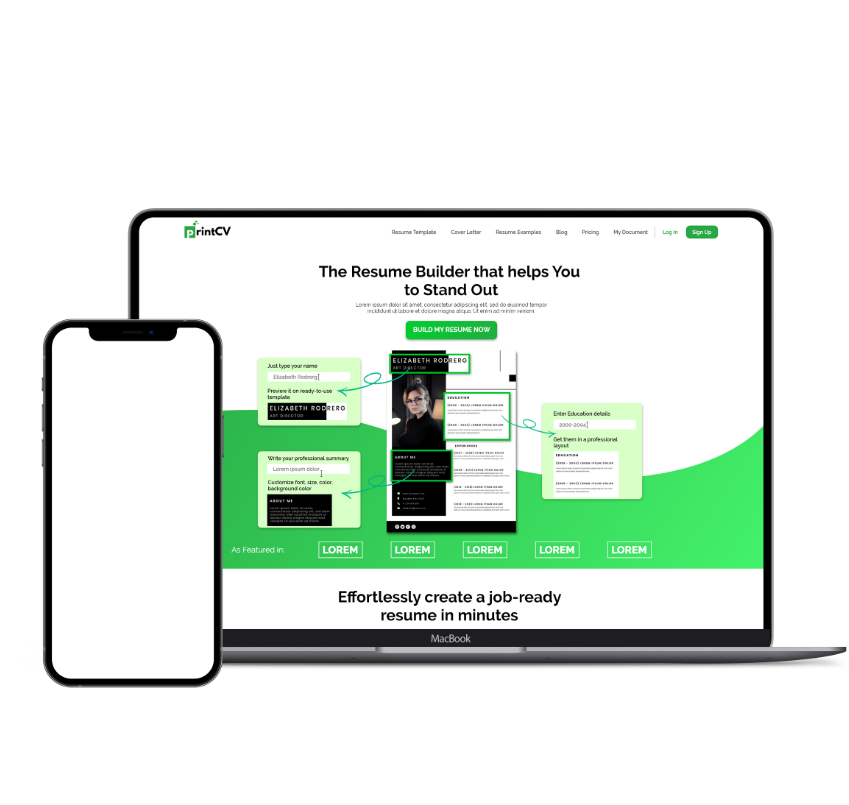 printCV
Resume Template Cover Letter Resume Examples Blog Pricing My Document Log in Sign Up
The Resume Builder that helps You
to Stand Out
Lorem ipsum dolor sit amet, consectetur adipiscing elit, sed do eiusmod tempor
incididunt ut labore et dolore magna aliqua. Ut enim ad minim veniam
BUILD MY RESUME NOW
Just type your name
Elizabeth Rodrerg
Preview it on ready-to-use
template
ELIZABETH RODRERG
ART DIRECTOR
Write your professional summary
Lorem ipsum dolor
Customize font, size, color,
background color
ABOUT ME
ELIZABETH RODRERG
ART DIRECTOR
EDUCATION
EXPERIENCE
ABOUT ME
Enter Education details
2000-2004
Get them in a professional
layout
EDUCATION
As Featured in:
LOREM LOREM LOREM LOREM LOREM
Effortlessly create a job-ready
resume in minutes
MacBook